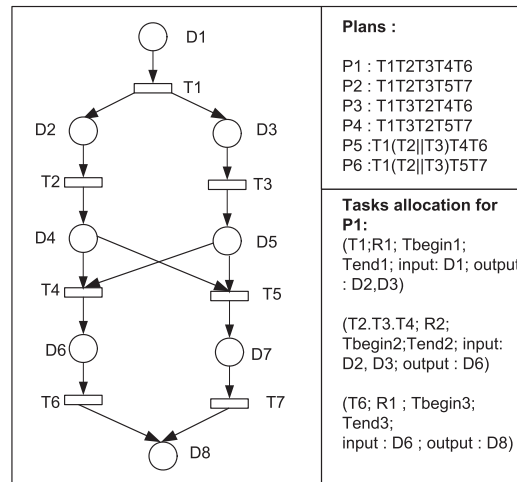 D1
T1
D2
D3
T2
T3
D4
D5
T4
T5
D6
D7
T6
T7
D8
Plans :
P1 : T1T2T3T4T6
P2 : T1T2T3T5T7
P3 : T1T3T2T4T6
P4 : T1T3T2T5T7
P5 :T1(T2||T3)T4T6
P6 :T1(T2||T3)T5T7
Tasks allocation for
P1:
(T1;R1; Tbegin1;
Tend1; input: D1; output
: D2,D3)
(T2.T3.T4; R2;
Tbegin2;Tend2; input:
D2, D3; output : D6)
(T6; R1 ; Tbegin3;
Tend3;
input : D6 ; output : D8)